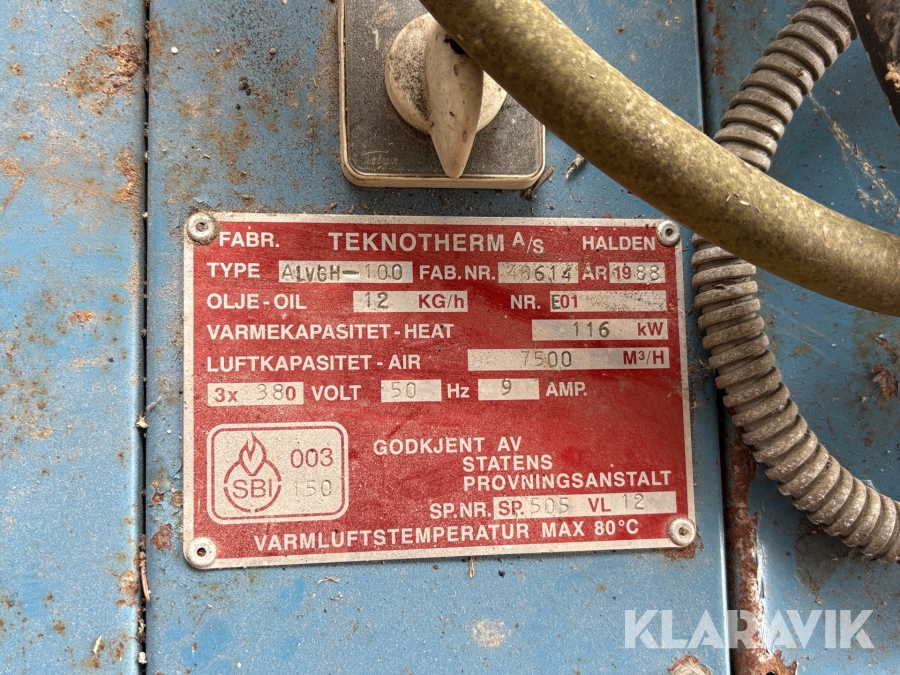 FABR. TEKNOTHERM A/S HALDEN
TYPE ALVGH-100 FAB.NR. 40614 ÅR 1988
OLJE-OIL 12 KG/h NR. E01
VARMEKAPASITET-HEAT 116 kW
LUFTKAPASITET-AIR 7500 M³/H
3x 380 VOLT 50 Hz 9 AMP.
003
SBI 150
GODKJENT AV
STATENS
PROVNINGSANSTALT
SP.NR. SP. 505 VL 12
VARMLUFTSTEMPERATUR MAX 80°C
KLARAVIK